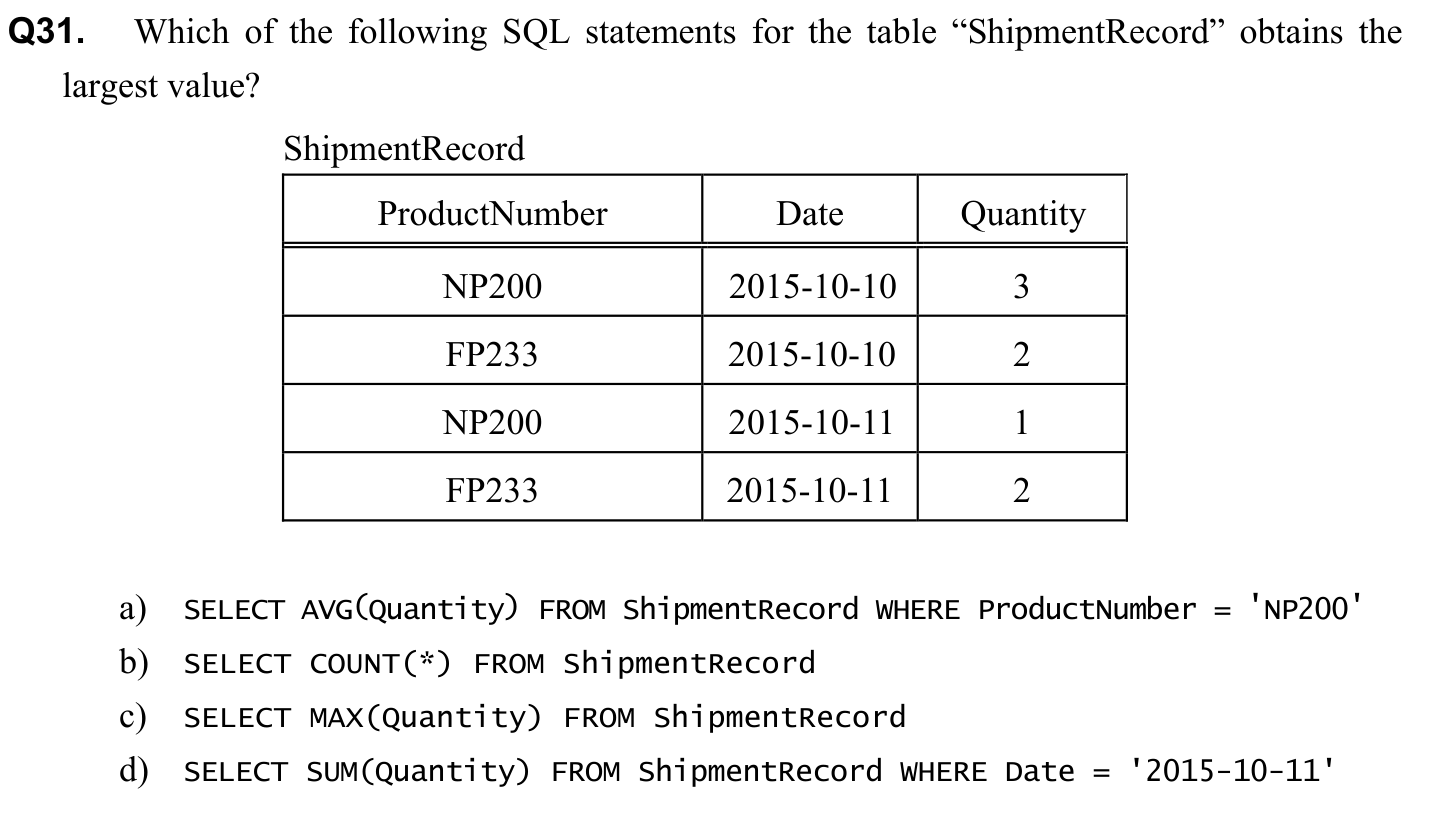 Q31. Which of the following SQL statements for the table “ShipmentRecord” obtains the
largest value?
ShipmentRecord
ProductNumber Date Quantity
NP200 2015-10-10 3
FP233 2015-10-10 2
NP200 2015-10-11 1
FP233 2015-10-11 2
a) SELECT AVG(Quantity) FROM ShipmentRecord WHERE ProductNumber = 'NP200'
b) SELECT COUNT(*) FROM ShipmentRecord
c) SELECT MAX(Quantity) FROM ShipmentRecord
d) SELECT SUM(Quantity) FROM ShipmentRecord WHERE Date = '2015-10-11'